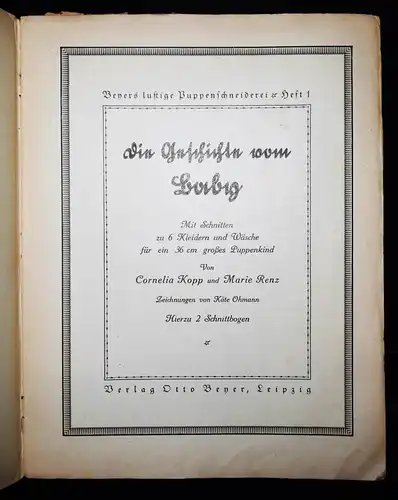 Beyers lustige Puppenschneiderei * Heft 1
Die Geschichte vom
Baby
Mit Schnitten
zu 6 Kleidern und Wäsche
für ein 36 cm großes Puppenkind
Von
Cornelia Kopp und Marie Renz
Zeichnungen von Käte Ohmann
Hierzu 2 Schnittbogen
Verlag Otto Beyer, Leipzig